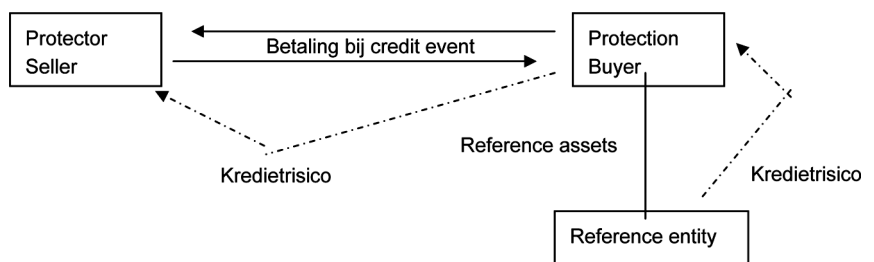 Protector
Seller
Betaling bij credit event
Protection
Buyer
Reference assets
Kredietrisico
Kredietrisico
Reference entity